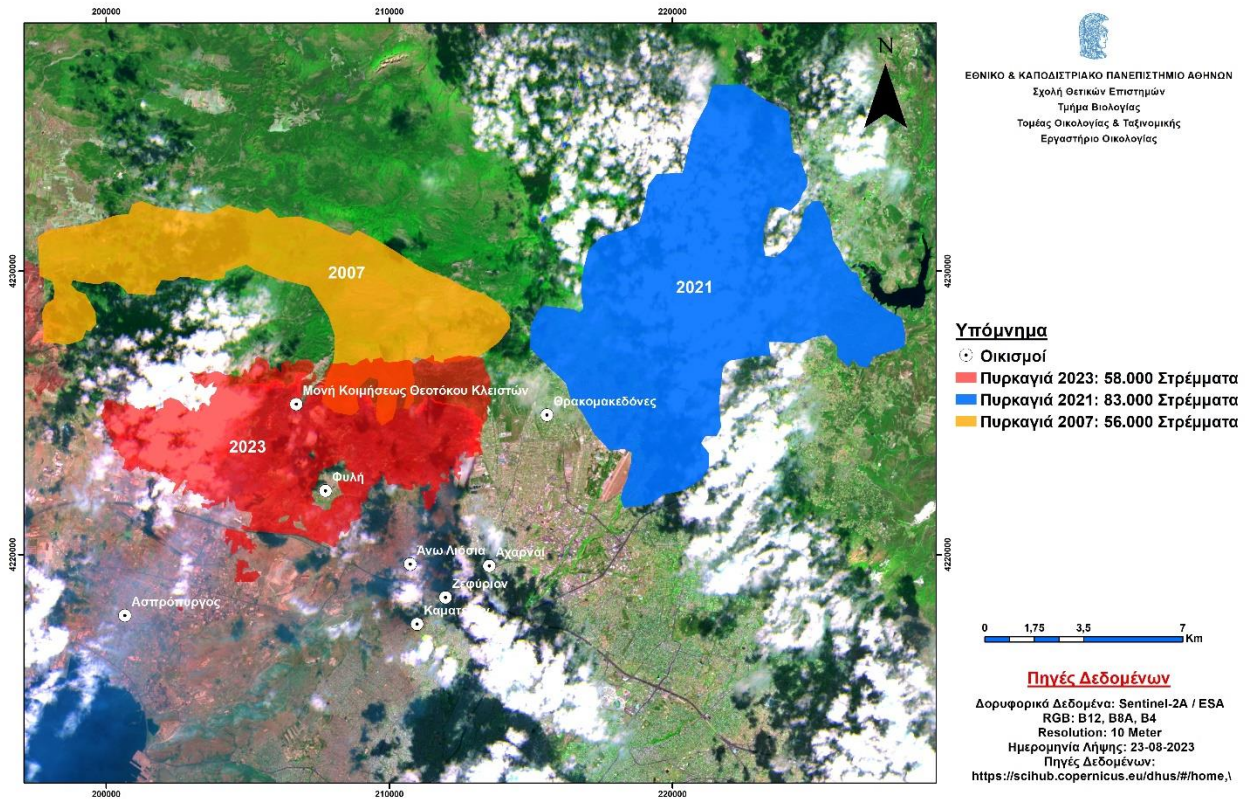 200000
210000
220000
N
4230000
4230000
4220000
4220000
2007
2021
2023
Μονή Κοιμήσεως Θεοτόκου Κλειστών
Θρακομακεδόνες
Φυλή
Άνω Λιόσια
Αχαρναί
Ζεφύριον
Ασπρόπυργος
200000
210000
220000
ΕΘΝΙΚΟ & ΚΑΠΟΔΙΣΤΡΙΑΚΟ ΠΑΝΕΠΙΣΤΗΜΙΟ ΑΘΗΝΩΝ
Σχολή Θετικών Επιστημών
Τμήμα Βιολογίας
Τομέας Οικολογίας & Ταξινομικής
Εργαστήριο Οικολογίας
Υπόμνημα
Οικισμοί
Πυρκαγιά 2023: 58.000 Στρέμματα
Πυρκαγιά 2021: 83.000 Στρέμματα
Πυρκαγιά 2007: 56.000 Στρέμματα
0 1,75 3,5 7
Km
Πηγές Δεδομένων
Δορυφορικά Δεδομένα: Sentinel-2A / ESA
RGB: B12, B8A, B4
Resolution: 10 Meter
Ημερομηνία Λήψης: 23-08-2023
Πηγές Δεδομένων:
https://scihub.copernicus.eu/dhus/#/home,\